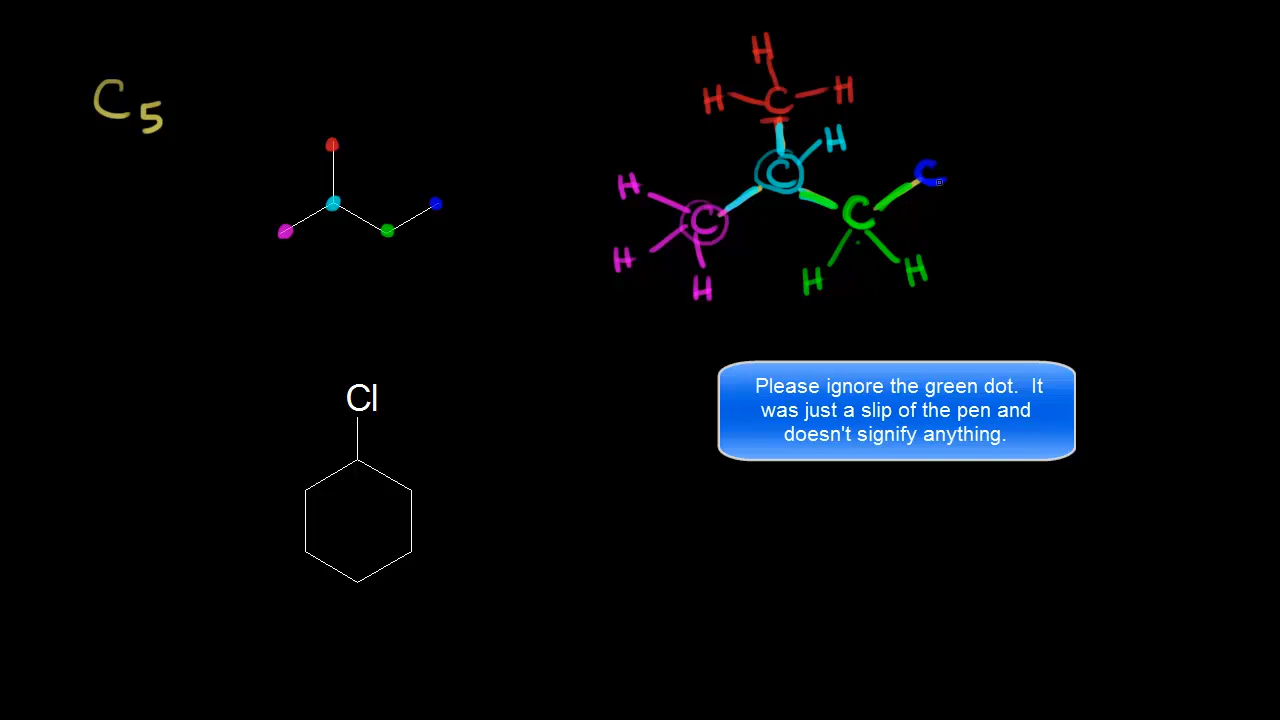 C5
H
H C H
H
H C C
H C
H H H
Cl
Please ignore the green dot. It
was just a slip of the pen and
doesn't signify anything.